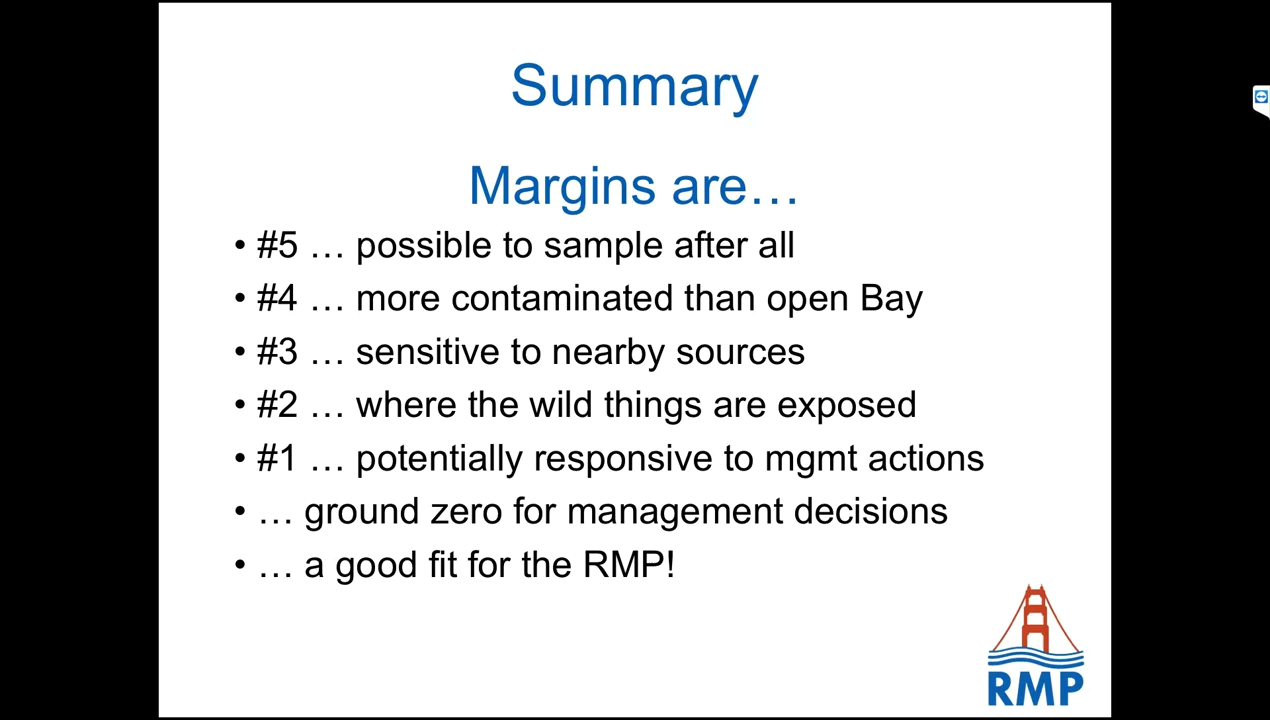 Summary
Margins are…
• #5 … possible to sample after all
• #4 … more contaminated than open Bay
• #3 … sensitive to nearby sources
• #2 … where the wild things are exposed
• #1 … potentially responsive to mgmt actions
• … ground zero for management decisions
• … a good fit for the RMP!
RMP